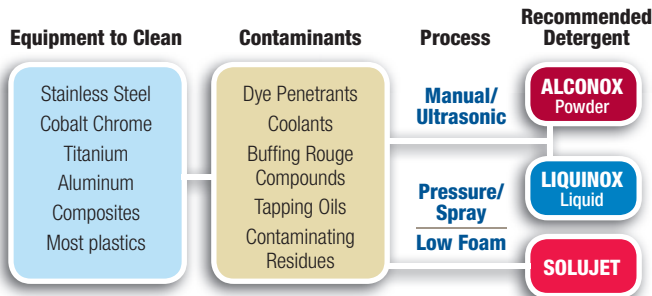 Equipment to Clean
Contaminants
Process
Recommended
Detergent
Stainless Steel
Cobalt Chrome
Titanium
Aluminum
Composites
Most plastics
Dye Penetrants
Coolants
Buffing Rouge
Compounds
Tapping Oils
Contaminating
Residues
Manual/
Ultrasonic
Pressure/
Spray
Low Foam
ALCONOX
Powder
LIQUINOX
Liquid
SOLUJET